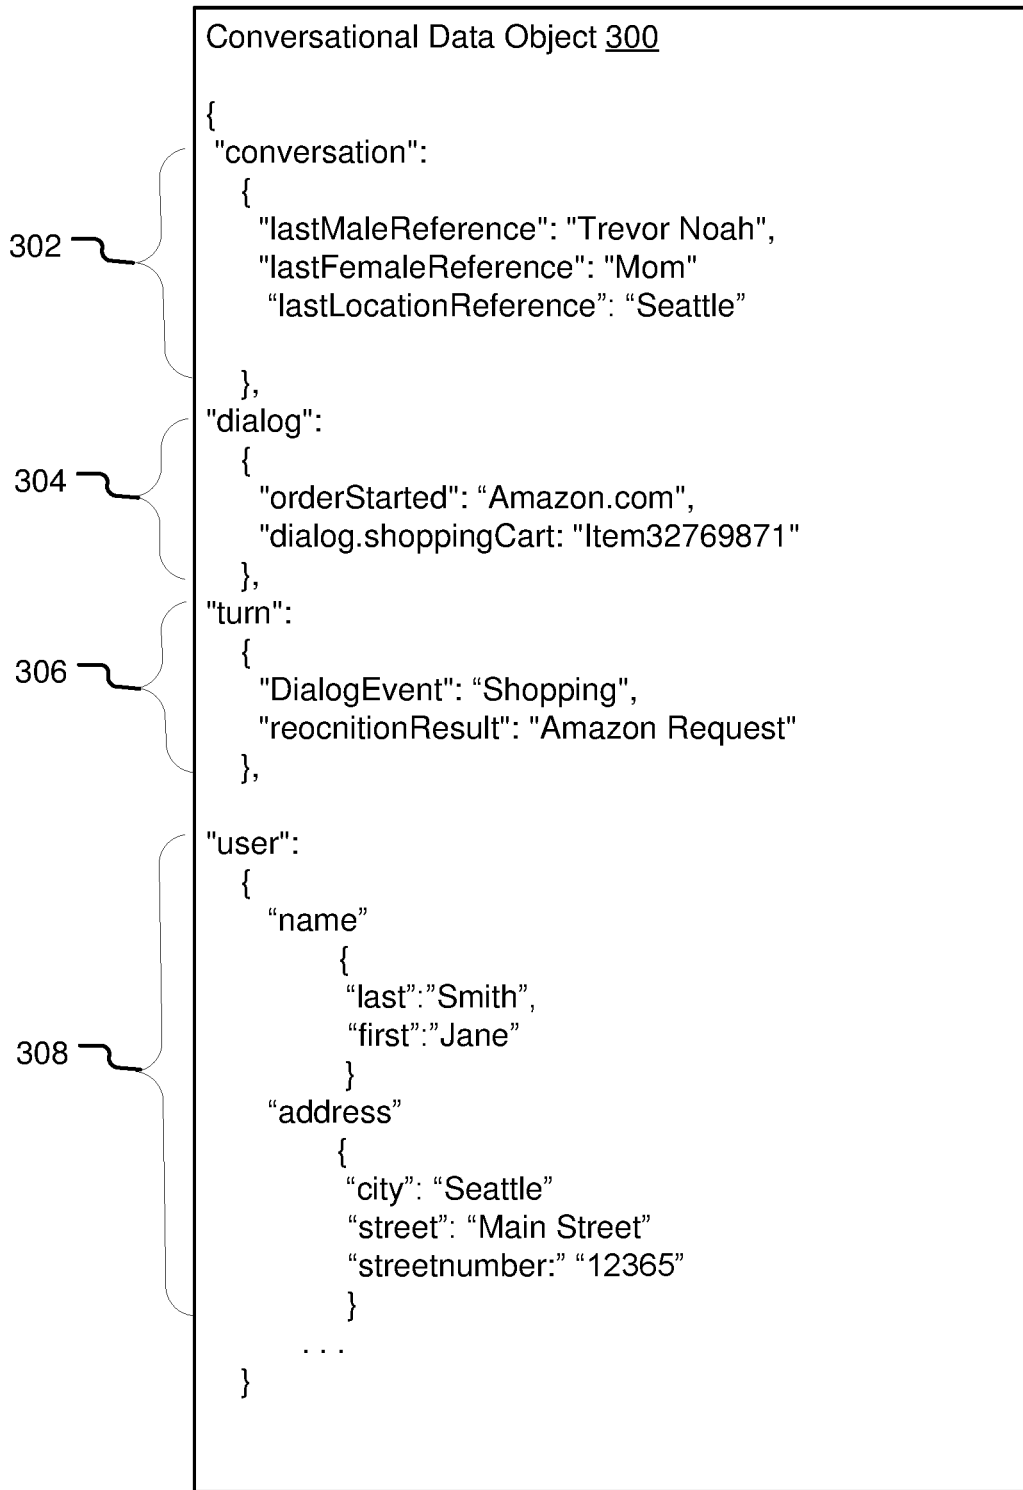 Conversational Data Object 300
{
"conversation":
{
302
"lastMaleReference": "Trevor Noah",
"lastFemaleReference": "Mom"
“lastLocationReference”: “Seattle”
},
"dialog":
{
304
"orderStarted": “Amazon.com",
"dialog.shoppingCart: "Item32769871"
},
"turn":
{
306
"DialogEvent": “Shopping",
"reocnitionResult": "Amazon Request"
},
"user":
{
“name”
{
“last”:”Smith”,
“first”:”Jane”
308
}
“address”
{
“city”: “Seattle”
“street”: “Main Street”
“streetnumber:” “12365”
}
. . .
}